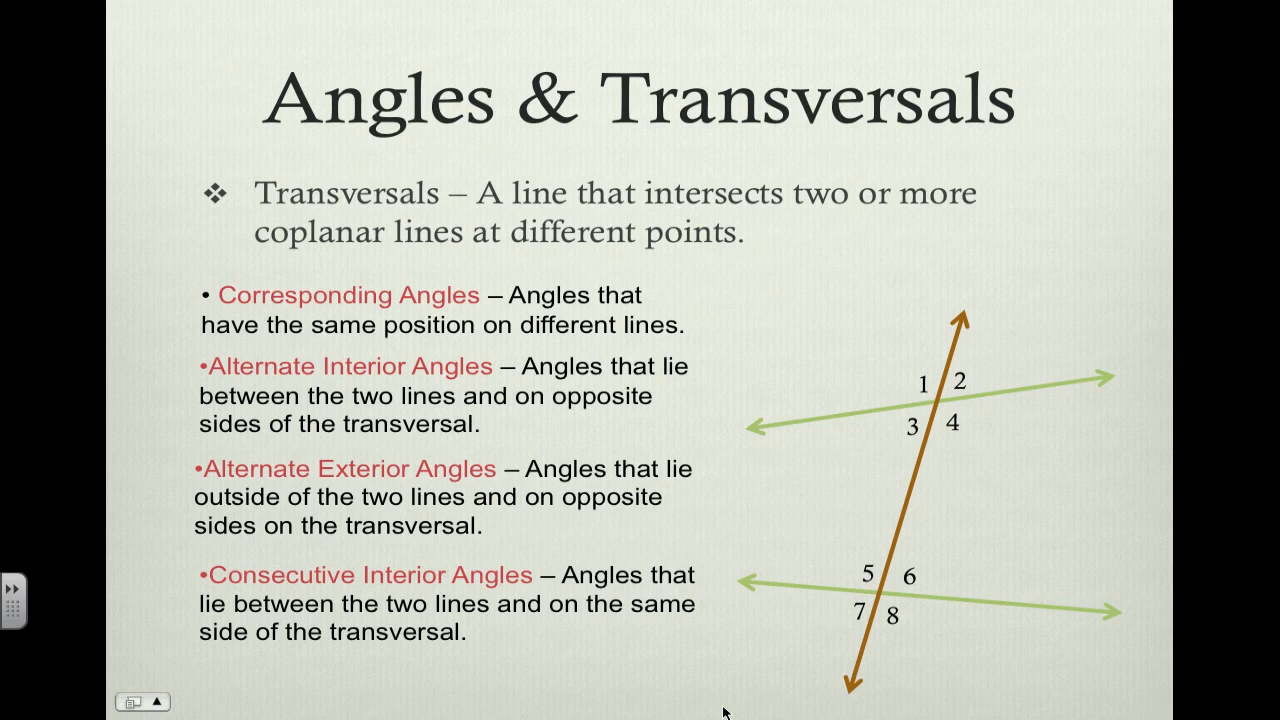 Angles & Transversals
❖ Transversals – A line that intersects two or more
coplanar lines at different points.
• Corresponding Angles – Angles that
have the same position on different lines.
•Alternate Interior Angles – Angles that lie
between the two lines and on opposite
sides of the transversal.
•Alternate Exterior Angles – Angles that lie
outside of the two lines and on opposite
sides on the transversal.
•Consecutive Interior Angles – Angles that
lie between the two lines and on the same
side of the transversal.
1 2
3 4
5 6
7 8